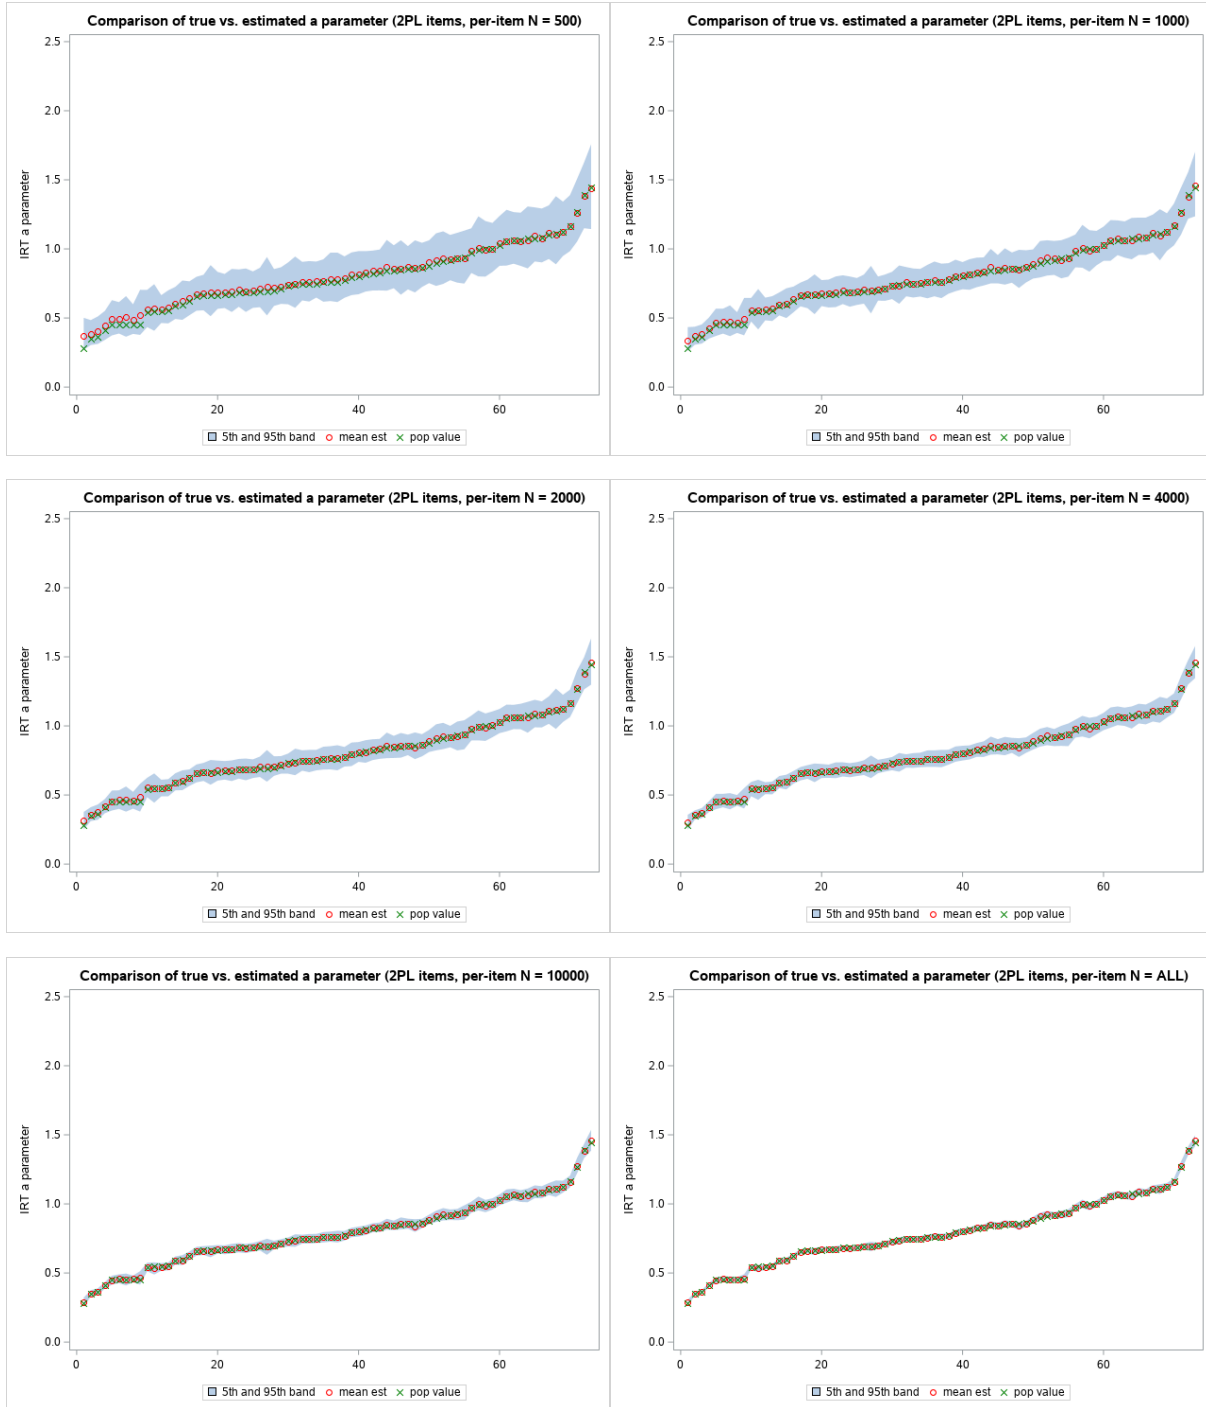 Comparison of true vs. estimated a parameter (2PL items, per-item N = 500)
2.5
2.0
1.5
1.0
0.5
0.0
IRT a parameter
0 20 40 60
5th and 95th band mean est pop value
Comparison of true vs. estimated a parameter (2PL items, per-item N = 1000)
2.5
2.0
1.5
1.0
0.5
0.0
IRT a parameter
0 20 40 60
5th and 95th band mean est pop value
Comparison of true vs. estimated a parameter (2PL items, per-item N = 2000)
2.5
2.0
1.5
1.0
0.5
0.0
IRT a parameter
0 20 40 60
5th and 95th band mean est pop value
Comparison of true vs. estimated a parameter (2PL items, per-item N = 4000)
2.5
2.0
1.5
1.0
0.5
0.0
IRT a parameter
0 20 40 60
5th and 95th band mean est pop value
Comparison of true vs. estimated a parameter (2PL items, per-item N = 10000)
2.5
2.0
1.5
1.0
0.5
0.0
IRT a parameter
0 20 40 60
5th and 95th band mean est pop value
Comparison of true vs. estimated a parameter (2PL items, per-item N = ALL)
2.5
2.0
1.5
1.0
0.5
0.0
IRT a parameter
0 20 40 60
5th and 95th band mean est pop value